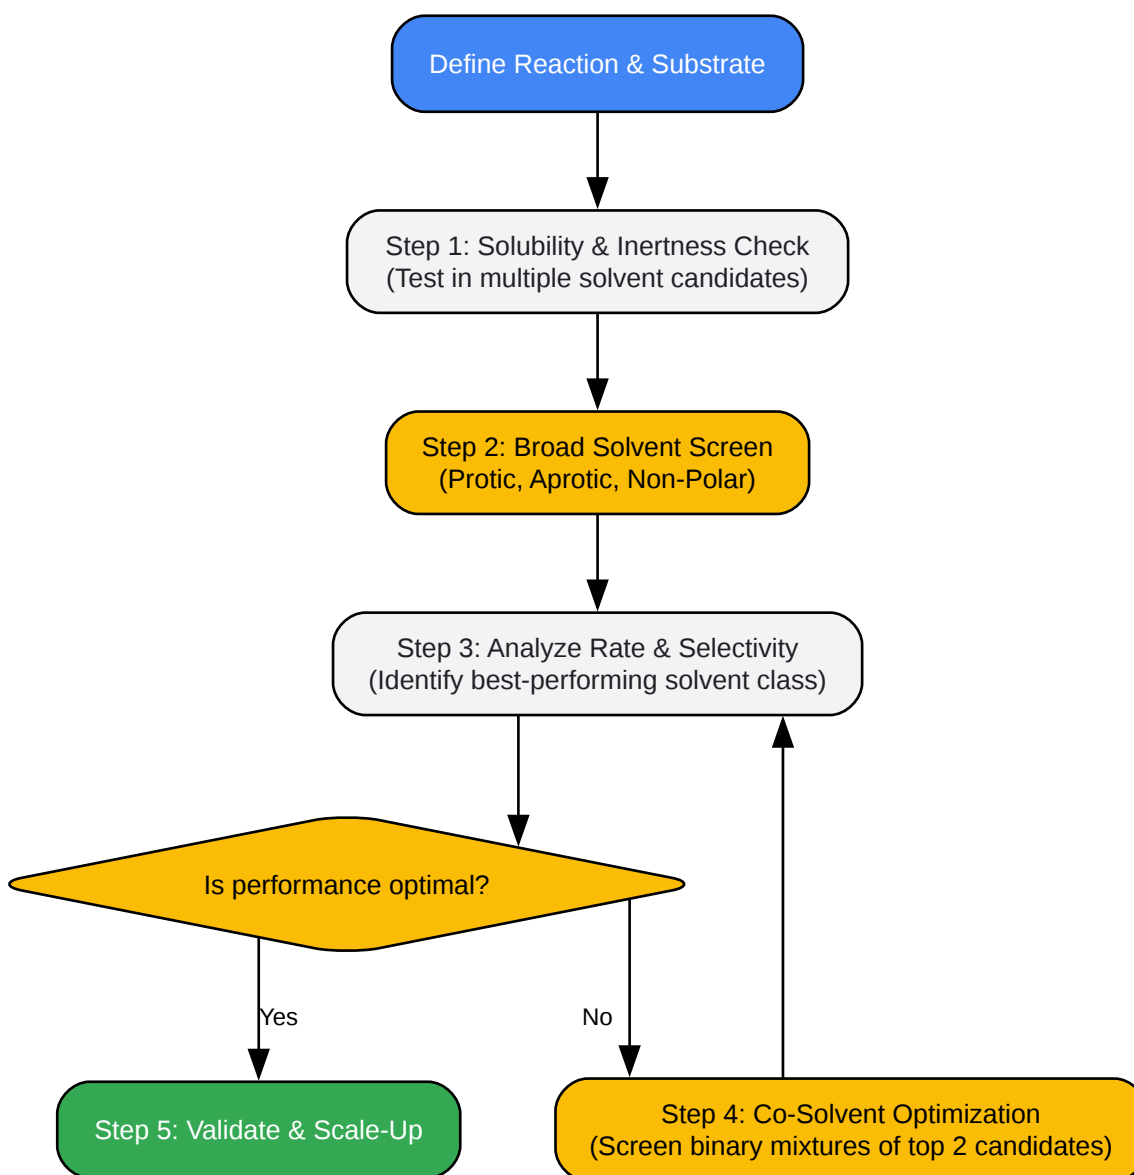 Define Reaction & Substrate
Step 1: Solubility & Inertness Check
(Test in multiple solvent candidates)
Step 2: Broad Solvent Screen
(Protic, Aprotic, Non-Polar)
Step 3: Analyze Rate & Selectivity
(Identify best-performing solvent class)
Is performance optimal?
Yes
No
Step 5: Validate & Scale-Up
Step 4: Co-Solvent Optimization
(Screen binary mixtures of top 2 candidates)